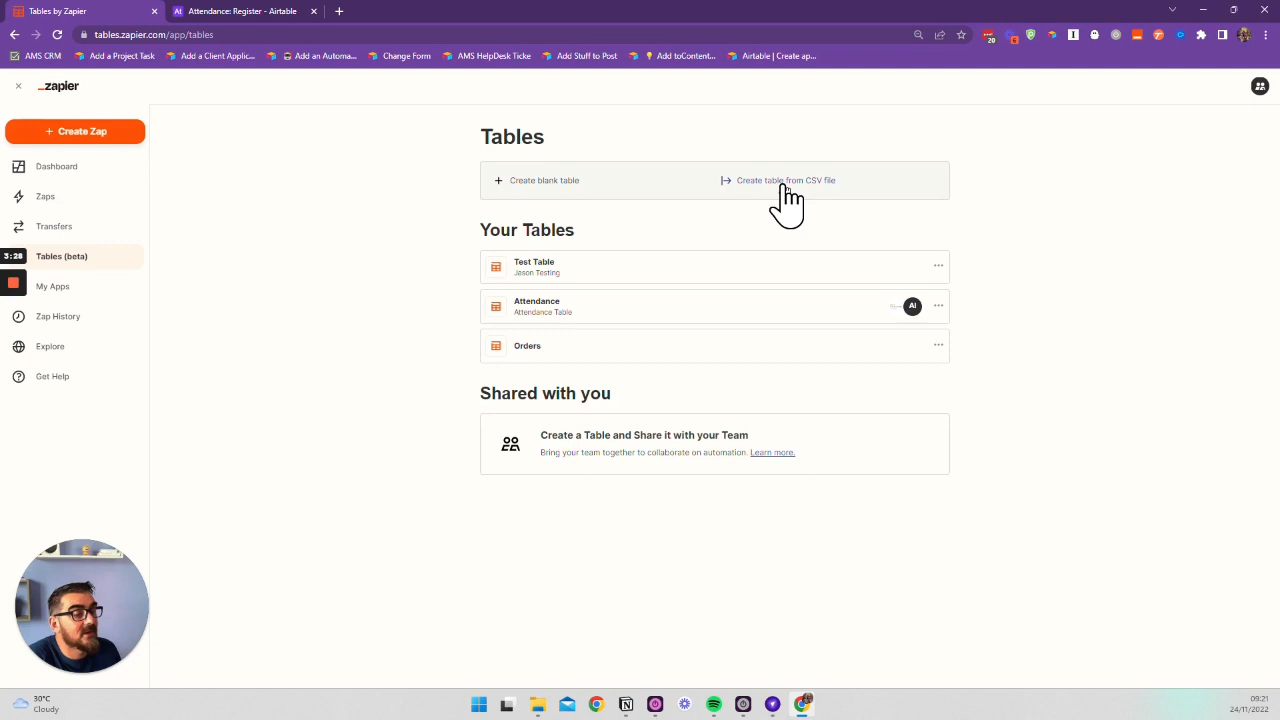 Tables by Zapier
Attendance: Register - Airtable
tables.zapier.com/app/tables
AMS CRM
Add a Project Task
Add a Client Applic...
Add an Automa...
Change Form
AMS HelpDesk Ticke
Add Stuff to Post
Add toContent...
Airtable | Create ap...
20
_zapier
+ Create Zap
Dashboard
Zaps
Transfers
3:28
Tables (beta)
My Apps
Zap History
Explore
Get Help
Tables
+ Create blank table
Create table from CSV file
Your Tables
Test Table
Jason Testing
Attendance
Attendance Table
AI
Orders
Shared with you
Create a Table and Share it with your Team
Bring your team together to collaborate on automation. Learn more.
30°C
Cloudy
09:21
24/11/2022